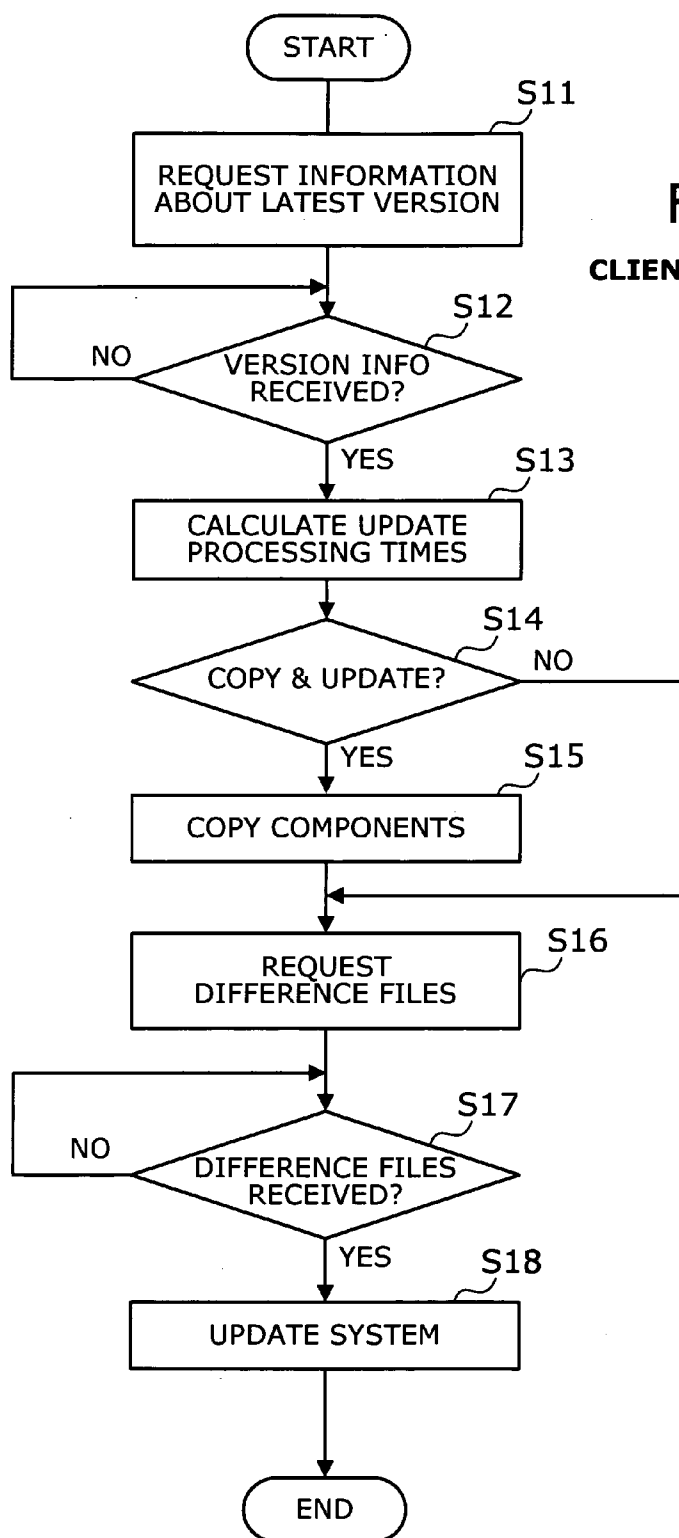 START
S11
REQUEST INFORMATION
ABOUT LATEST VERSION
F
CLIEN
S12
NO
VERSION INFO
RECEIVED?
YES
S13
CALCULATE UPDATE
PROCESSING TIMES
S14
NO
COPY & UPDATE?
YES
S15
COPY COMPONENTS
S16
REQUEST
DIFFERENCE FILES
S17
NO
DIFFERENCE FILES
RECEIVED?
YES
S18
UPDATE SYSTEM
END